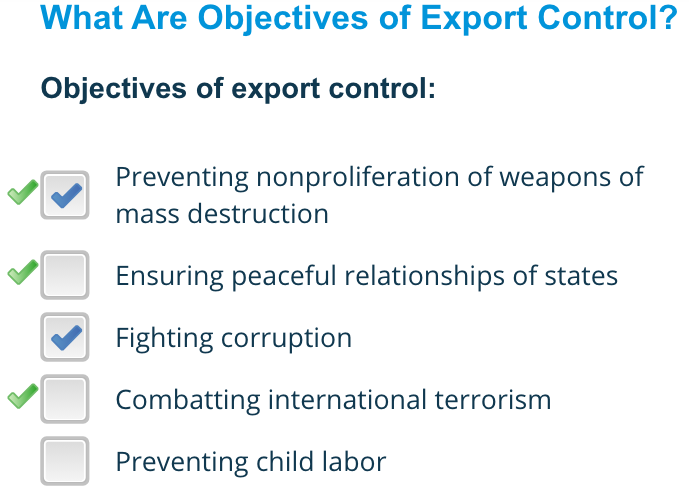 What Are Objectives of Export Control?
Objectives of export control:
Preventing nonproliferation of weapons of
mass destruction
Ensuring peaceful relationships of states
Fighting corruption
Combatting international terrorism
Preventing child labor